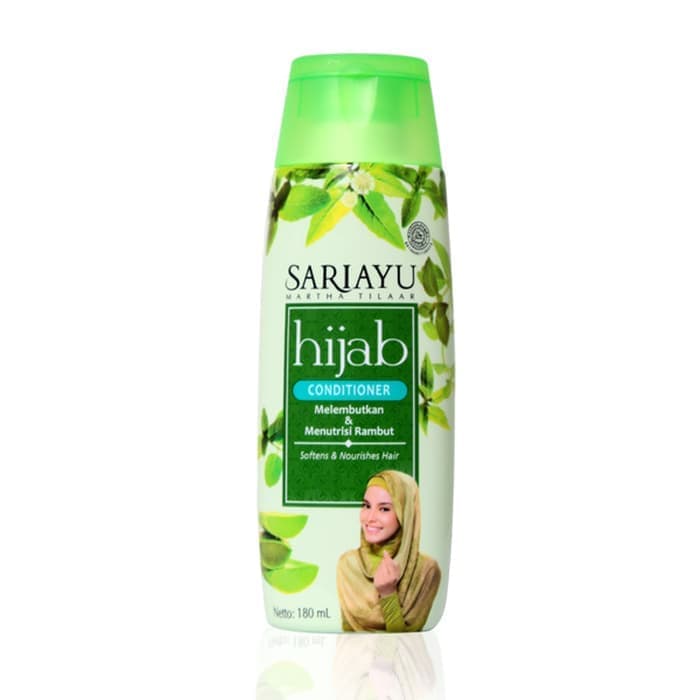 SARIAYU
MARTHA TILAAR
hijab
CONDITIONER
Melembutkan
&
Menutrisi Rambut
Softens & Nourishes Hair
Netto: 180 mL